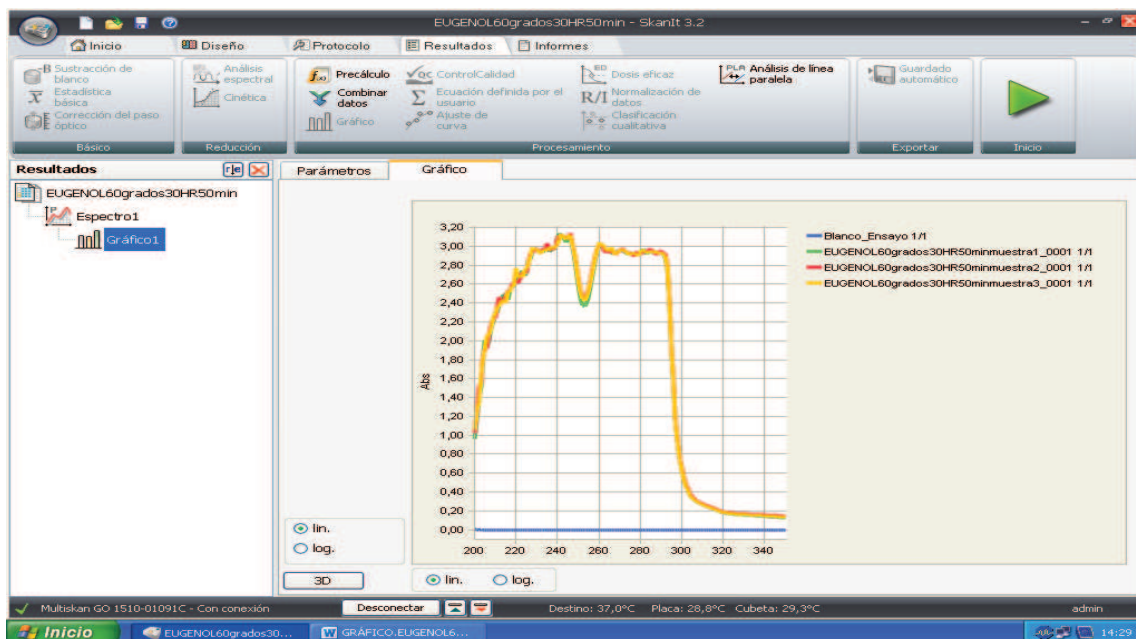 EUGENOL60grados30HR50min - SkanIt 3.2
Inicio
Diseño
Protocolo
Resultados
Informes
Sustracción de
blanco
Estadística
básica
Corrección del paso
óptico
Básico
Análisis
espectral
Cinética
Reducción
Precálculo
Combinar
datos
Gráfico
QC ControlCalidad
Ecuación definida por el
usuario
Ajuste de
curva
ED Dosis eficaz
R/I Normalización de
datos
Clasificación
cualitativa
PLA Análisis de línea
paralela
Procesamiento
Guardado
automático
Exportar
Inicio
Resultados
EUGENOL60grados30HR50min
Espectro1
Gráfico1
Parámetros
Gráfico
3,20
3,00
2,80
2,60
2,40
2,20
2,00
1,80
1,60
1,40
1,20
1,00
0,80
0,60
0,40
0,20
0,00
Abs
200 220 240 260 280 300 320 340
Blanco_Ensayo 1/1
EUGENOL60grados30HR50minmuestra1_0001 1/1
EUGENOL60grados30HR50minmuestra2_0001 1/1
EUGENOL60grados30HR50minmuestra3_0001 1/1
lin.
log.
3D
lin. log.
Multiskan GO 1510-01091C - Con conexión
Desconectar
Destino: 37,0°C Placa: 28,8°C Cubeta: 29,3°C
admin
Inicio
EUGENOL60grados30...
GRÁFICO.EUGENOL6...
14:29